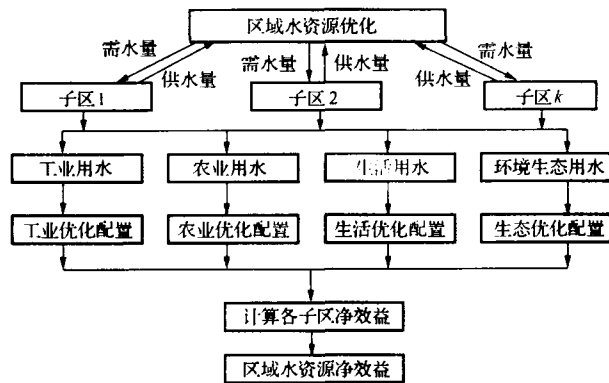 区域水资源优化
需水量
供水量
需水量
供水量
需水量
供水量
子区1
子区2
子区k
工业用水
农业用水
生活用水
环境生态用水
工业优化配置
农业优化配置
生活优化配置
生态优化配置
计算各子区净效益
区域水资源净效益